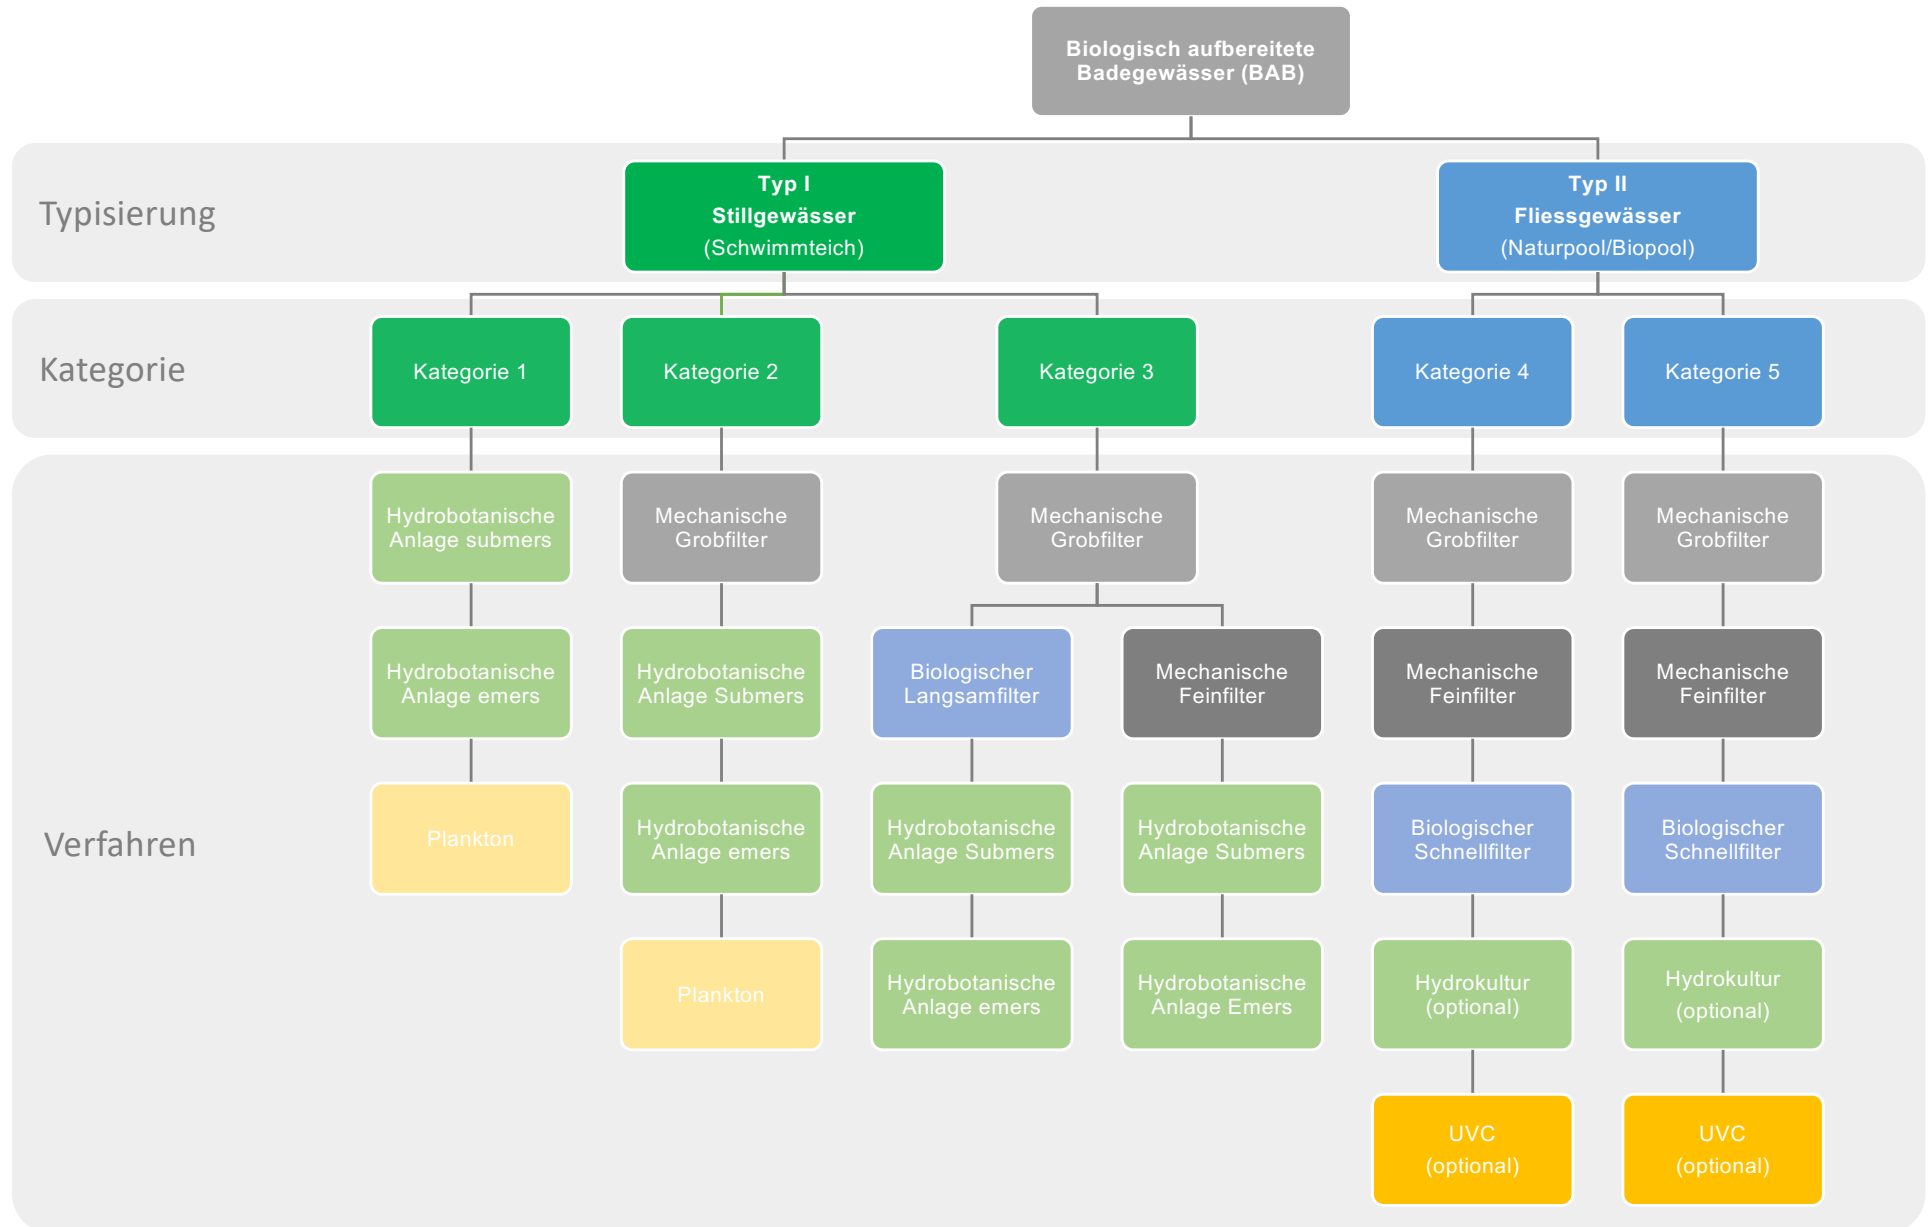 Biologisch aufbereitete
Badegewässer (BAB)
Typisierung
Typ I
Stillgewässer
(Schwimmteich)
Typ II
Fliessgewässer
(Naturpool/Biopool)
Kategorie
Kategorie 1
Kategorie 2
Kategorie 3
Kategorie 4
Kategorie 5
Verfahren
Hydrobotanische
Anlage submers
Mechanische
Grobfilter
Mechanische
Grobfilter
Mechanische
Grobfilter
Mechanische
Grobfilter
Hydrobotanische
Anlage emers
Hydrobotanische
Anlage Submers
Biologischer
Langsamfilter
Mechanische
Feinfilter
Mechanische
Feinfilter
Mechanische
Feinfilter
Plankton
Hydrobotanische
Anlage emers
Hydrobotanische
Anlage Submers
Hydrobotanische
Anlage Submers
Biologischer
Schnellfilter
Biologischer
Schnellfilter
Plankton
Hydrobotanische
Anlage emers
Hydrobotanische
Anlage Emers
Hydrokultur
(optional)
Hydrokultur
(optional)
UVC
(optional)
UVC
(optional)